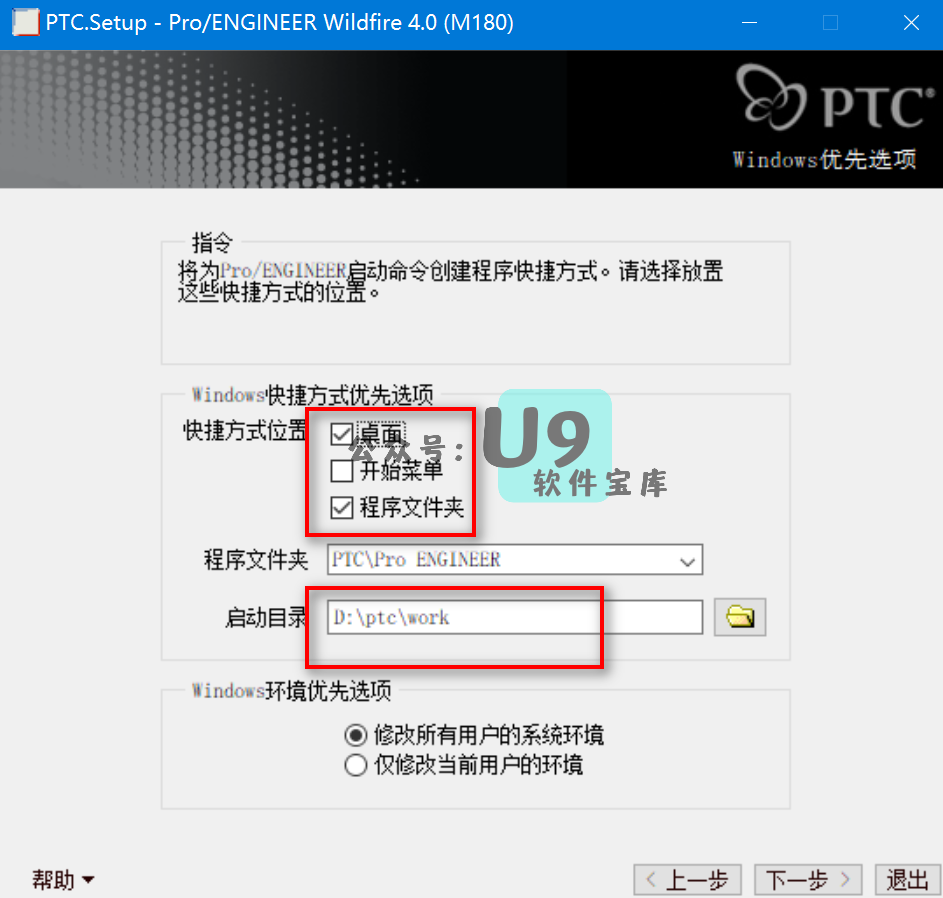 PTC.Setup - Pro/ENGINEER Wildfire 4.0 (M180)
PTC®
Windows优先选项
指令
将为Pro/ENGINEER启动命令创建程序快捷方式。请选择放置
这些快捷方式的位置。
Windows快捷方式优先选项
快捷方式位置
桌面
公众号：U9
开始菜单
软件宝库
程序文件夹
程序文件夹 PTC\Pro ENGINEER
启动目录 D:\ptc\work
Windows环境优先选项
修改所有用户的系统环境
仅修改当前用户的环境
帮助
上一步
下一步
退出